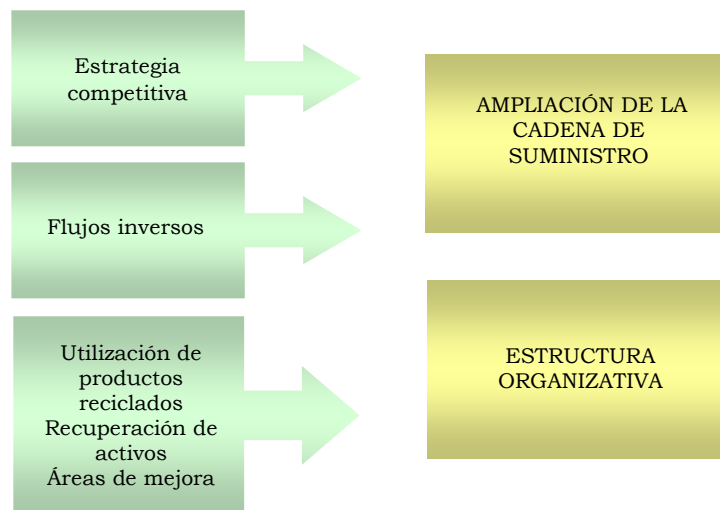 Estrategia
competitiva
Flujos inversos
Utilización de
productos
reciclados
Recuperación de
activos
Áreas de mejora
AMPLIACIÓN DE LA
CADENA DE
SUMINISTRO
ESTRUCTURA
ORGANIZATIVA